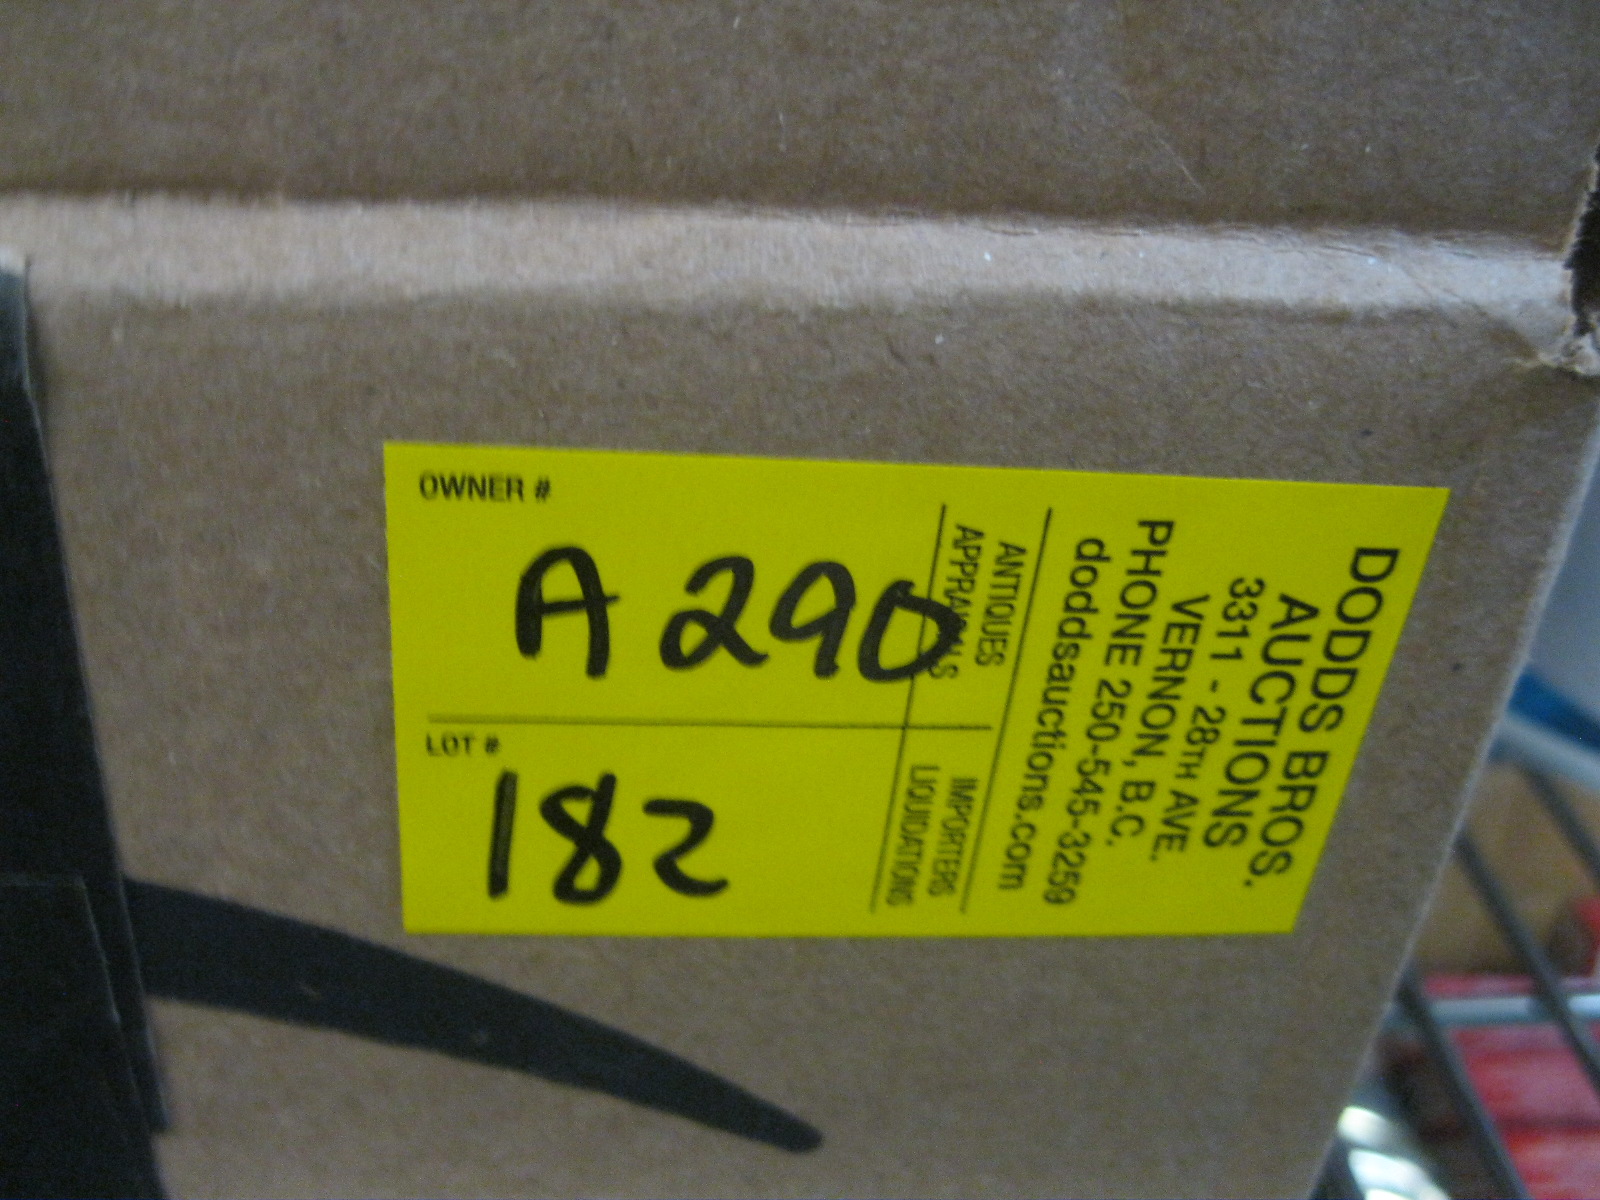 OWNER #
A 290
LOT #
182
DODDS BROS.
AUCTIONS
3311 - 28TH AVE.
VERNON, B.C.
PHONE 250-545-3259
doddsauctions.com
ANTIQUES IMPORTERS
APPRAISALS LIQUIDATIONS